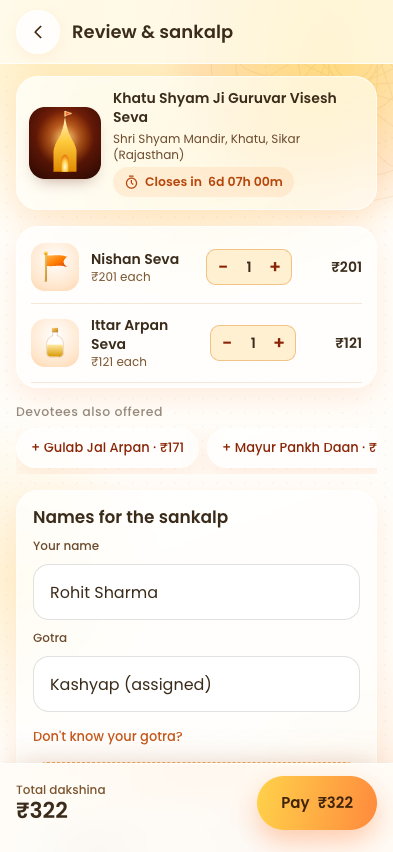 Review & sankalp
Khatu Shyam Ji Guruvar Visesh
Seva
Shri Shyam Mandir, Khatu, Sikar
(Rajasthan)
Closes in 6d 07h 00m
Nishan Seva
₹201 each
− 1 +
₹201
Ittar Arpan
Seva
₹121 each
− 1 +
₹121
Devotees also offered
+ Gulab Jal Arpan · ₹171
+ Mayur Pankh Daan · ₹
Names for the sankalp
Your name
Rohit Sharma
Gotra
Kashyap (assigned)
Don't know your gotra?
Total dakshina
₹322
Pay ₹322